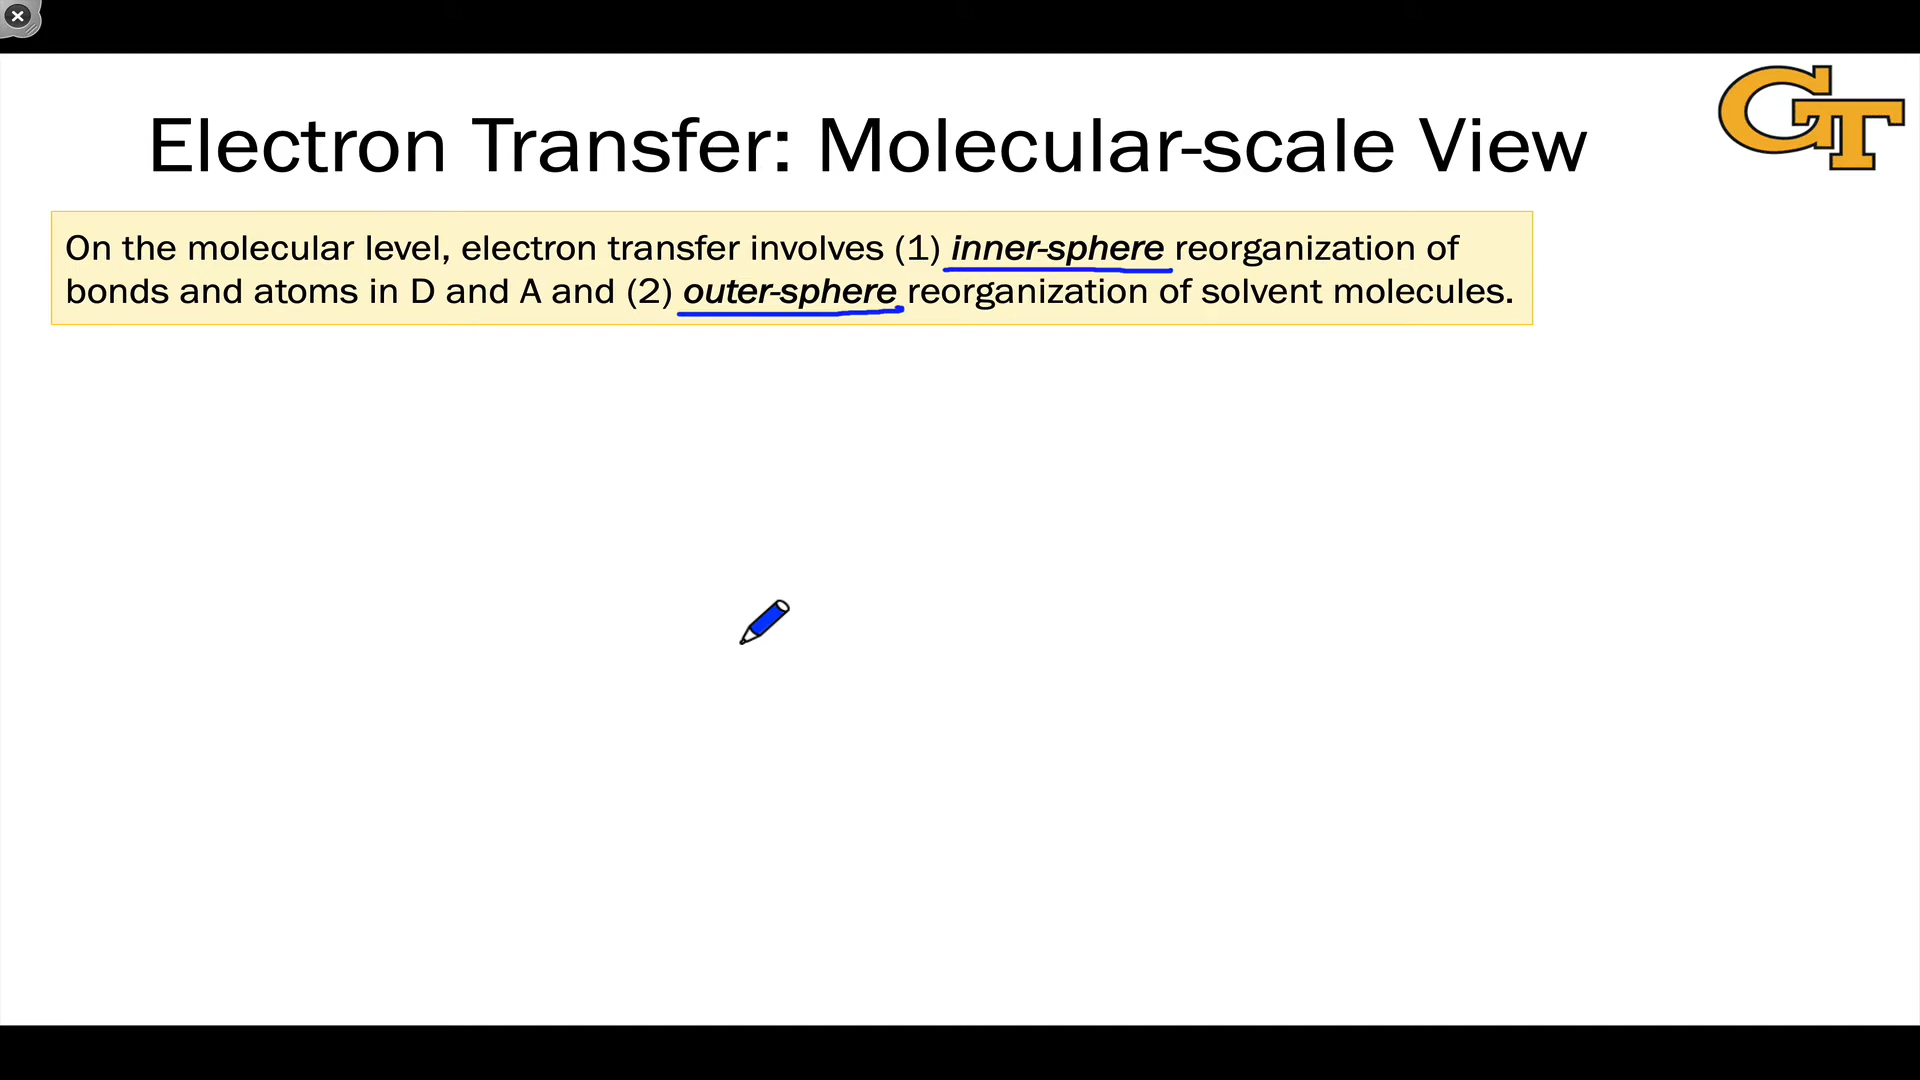 Electron Transfer: Molecular-scale View
GT
On the molecular level, electron transfer involves (1) inner-sphere reorganization of
bonds and atoms in D and A and (2) outer-sphere reorganization of solvent molecules.